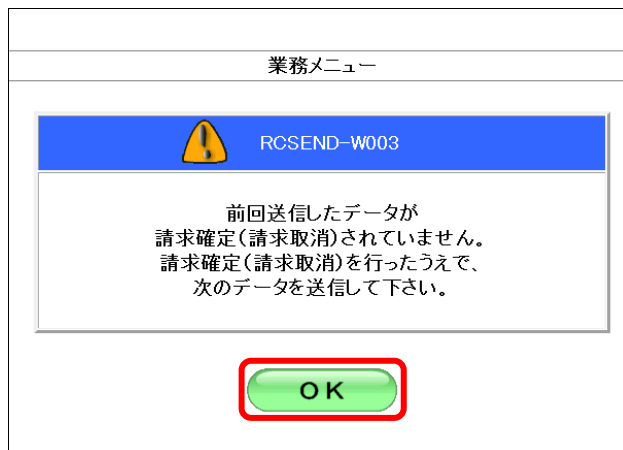 業務メニュー
RCSEND-W003
前回送信したデータが
請求確定(請求取消)されていません。
請求確定(請求取消)を行ったうえで、
次のデータを送信して下さい。
OK